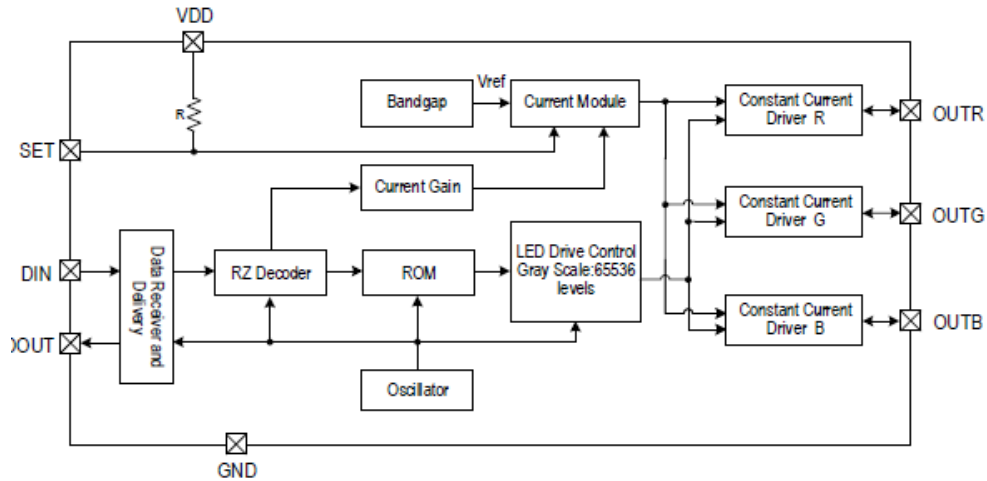 VDD
R
Bandgap
Vref
Current Module
Constant Current
Driver R
OUTR
SET
Current Gain
Constant Current
Driver G
OUTG
DIN
Data Receiver and
Delivery
RZ Decoder
ROM
LED Drive Control
Gray Scale:65536
levels
OUTB
Constant Current
Driver B
OOUT
Oscillator
GND